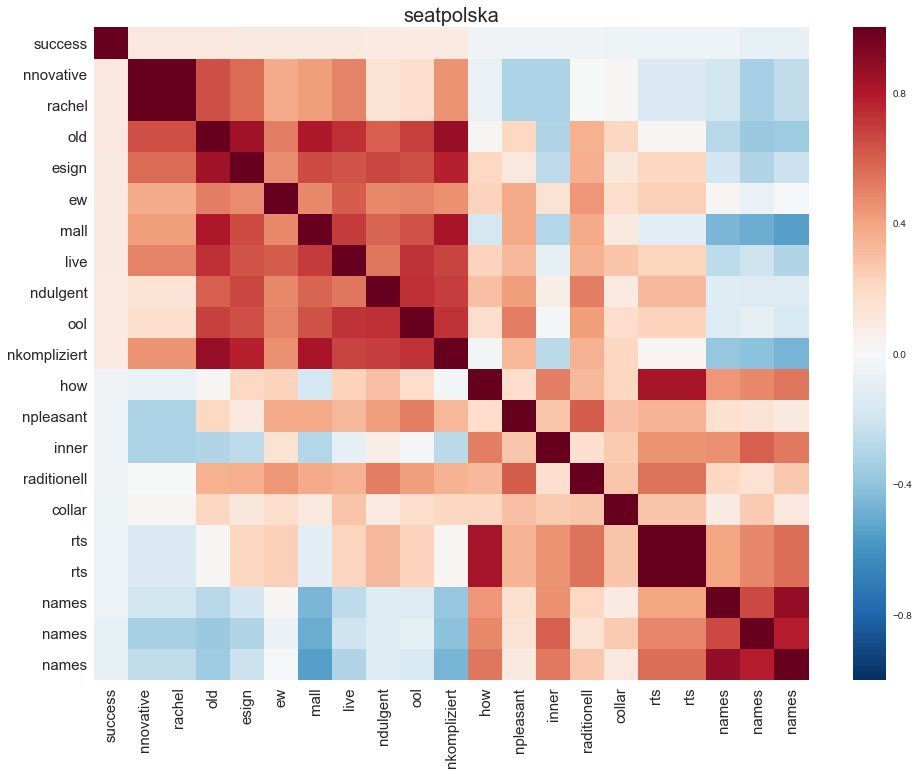 seatpolska
success
nnovative
rachel
old
esign
ew
mall
live
ndulgent
ool
nkompliziert
how
npleasant
inner
raditionell
collar
rts
rts
names
names
names
success
nnovative
rachel
old
esign
ew
mall
live
ndulgent
ool
nkompliziert
how
npleasant
inner
raditionell
collar
rts
rts
names
names
names
0.8
0.4
0.0
−0.4
−0.8